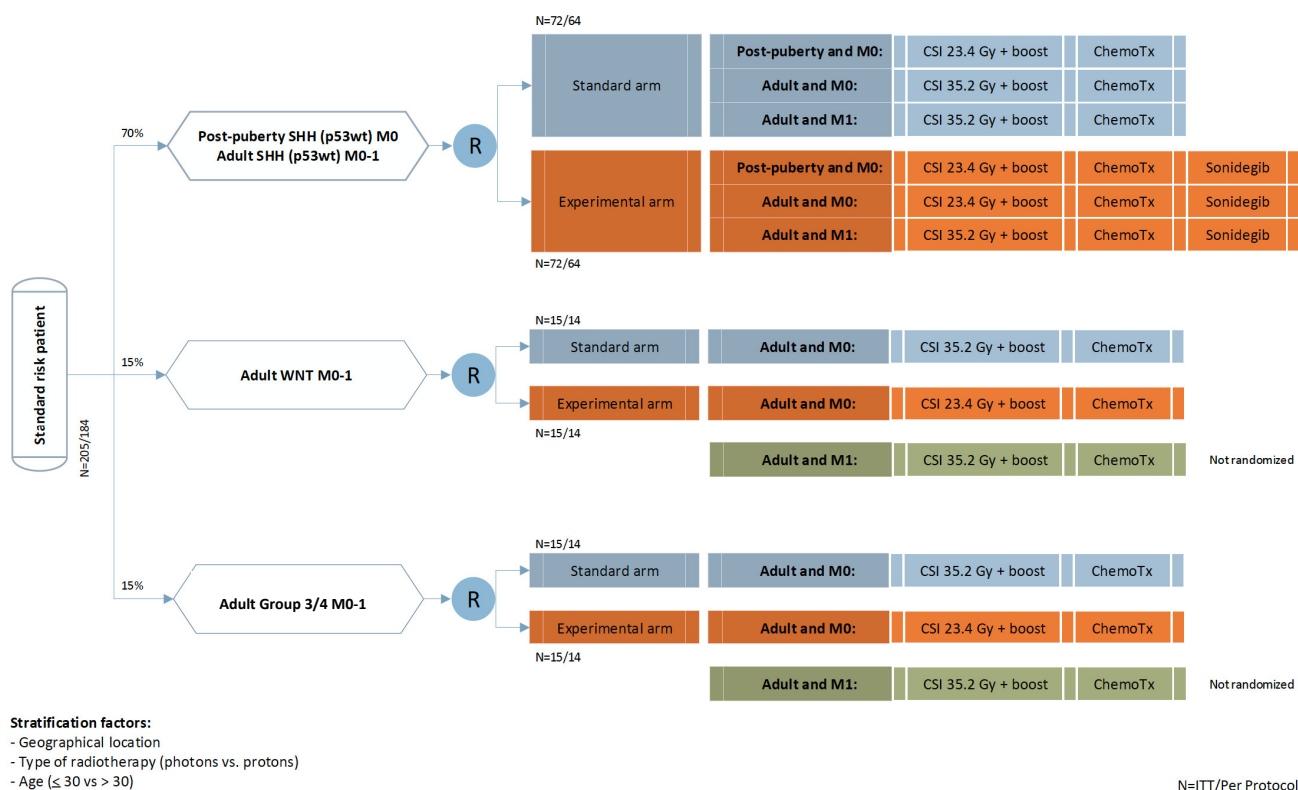 N=72/64
Standard arm
Post-puberty and M0: CSI 23.4 Gy + boost ChemoTx
Adult and M0: CSI 35.2 Gy + boost ChemoTx
Adult and M1: CSI 35.2 Gy + boost ChemoTx
70%
Post-puberty SHH (p53wt) M0
Adult SHH (p53wt) M0-1
R
Experimental arm
Post-puberty and M0: CSI 23.4 Gy + boost ChemoTx Sonidegib
Adult and M0: CSI 23.4 Gy + boost ChemoTx Sonidegib
Adult and M1: CSI 35.2 Gy + boost ChemoTx Sonidegib
N=72/64
Standard risk patient
N=205/184
15%
Adult WNT M0-1
R
N=15/14
Standard arm Adult and M0: CSI 35.2 Gy + boost ChemoTx
Experimental arm Adult and M0: CSI 23.4 Gy + boost ChemoTx
N=15/14
Adult and M1: CSI 35.2 Gy + boost ChemoTx Not randomized
15%
Adult Group 3/4 M0-1
R
N=15/14
Standard arm Adult and M0: CSI 35.2 Gy + boost ChemoTx
Experimental arm Adult and M0: CSI 23.4 Gy + boost ChemoTx
N=15/14
Adult and M1: CSI 35.2 Gy + boost ChemoTx Not randomized
Stratification factors:
- Geographical location
- Type of radiotherapy (photons vs. protons)
- Age (≤ 30 vs > 30)
N=ITT/Per Protocol